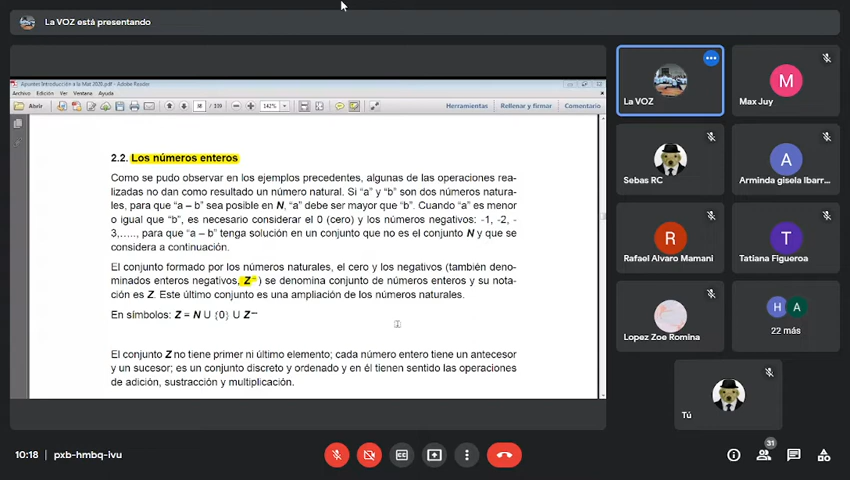 La VOZ está presentando
Apuntes Introducción a la Mat 2020.pdf - Adobe Reader
Archivo Edición Ver Ventana Ayuda
Abrir
38 / 339
142%
Herramientas
Rellenar y firmar
Comentario
2.2. Los números enteros
Como se pudo observar en los ejemplos precedentes, algunas de las operaciones rea-
lizadas no dan como resultado un número natural. Si “a” y “b” son dos números natura-
les, para que “a – b” sea posible en N, “a” debe ser mayor que “b”. Cuando “a” es menor
o igual que “b”, es necesario considerar el 0 (cero) y los números negativos: -1, -2, -
3,....., para que “a – b” tenga solución en un conjunto que no es el conjunto N y que se
considera a continuación.
El conjunto formado por los números naturales, el cero y los negativos (también deno-
minados enteros negativos, Z⁻ ) se denomina conjunto de números enteros y su nota-
ción es Z. Este último conjunto es una ampliación de los números naturales.
En símbolos: Z = N ∪ {0} ∪ Z⁻
El conjunto Z no tiene primer ni último elemento; cada número entero tiene un antecesor
y un sucesor; es un conjunto discreto y ordenado y en él tienen sentido las operaciones
de adición, sustracción y multiplicación.
La VOZ
M
Max Juy
Sebas RC
A
Arminda gisela Ibarr...
R
Rafael Alvaro Mamani
T
Tatiana Figueroa
Lopez Zoe Romina
H A
22 más
Tú
10:18
pxb-hmbq-ivu
31